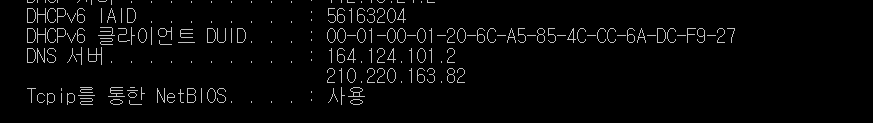 DHCPv6 IAID . . . . . . . . : 56163204
DHCPv6 클라이언트 DUID. . . : 00-01-00-01-20-6C-A5-85-4C-CC-6A-DC-F9-27
DNS 서버. . . . . . . . . : 164.124.101.2
210.220.163.82
Tcpip를 통한 NetBIOS. . . . : 사용